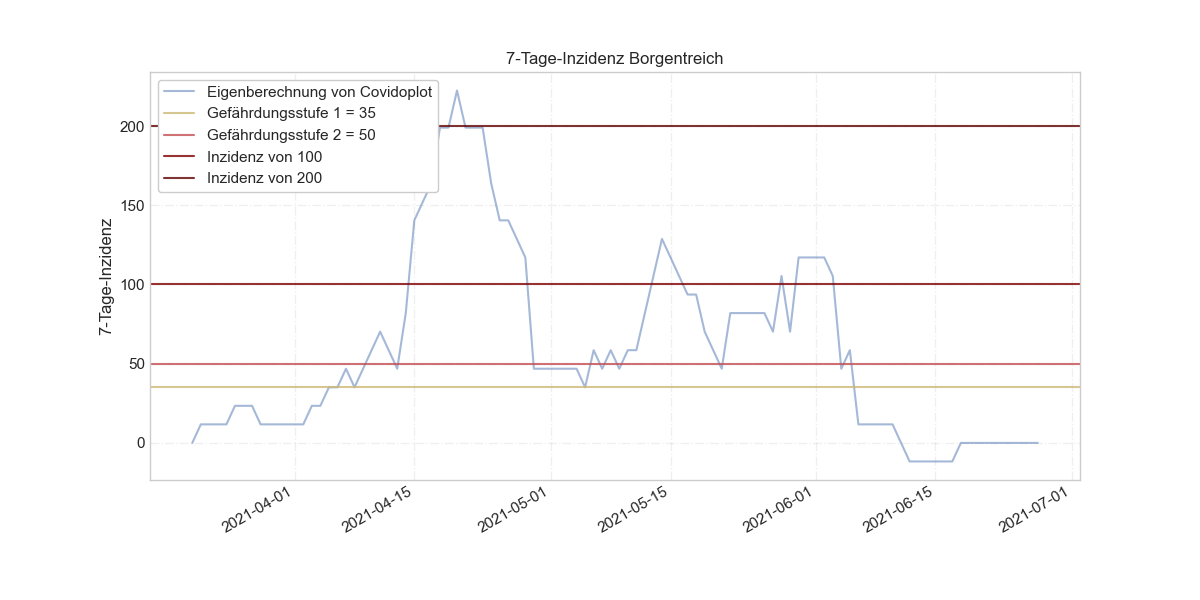 7-Tage-Inzidenz Borgentreich
Eigenberechnung von Covidoplot
Gefährdungsstufe 1 = 35
Gefährdungsstufe 2 = 50
Inzidenz von 100
Inzidenz von 200
7-Tage-Inzidenz
200
150
100
50
0
2021-04-01
2021-04-15
2021-05-01
2021-05-15
2021-06-01
2021-06-15
2021-07-01